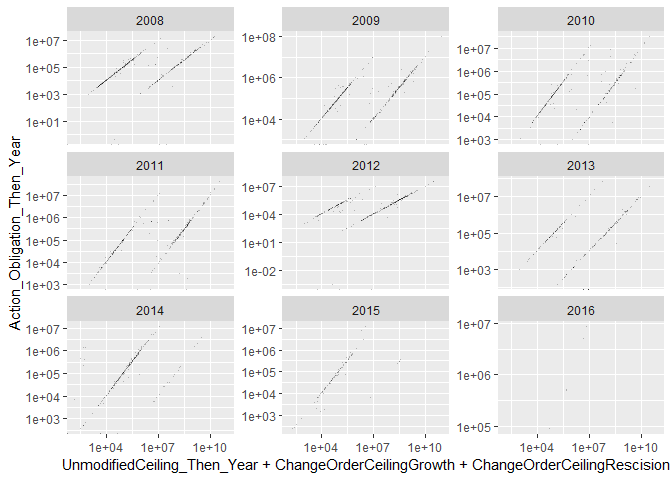 2008 2009 2010
1e+07
1e+05
1e+03
1e+01
1e+08
1e+06
1e+04
1e+07
1e+06
1e+05
1e+04
1e+03
2011 2012 2013
1e+07
1e+06
1e+05
1e+04
1e+03
1e+07
1e+04
1e+01
1e-02
1e+07
1e+05
1e+03
2014 2015 2016
1e+07
1e+06
1e+05
1e+04
1e+03
1e+07
1e+06
1e+05
1e+04
1e+03
1e+07
1e+06
1e+05
1e+04 1e+07 1e+10 1e+04 1e+07 1e+10 1e+04 1e+07 1e+10
Action_Obligation_Then_Year
UnmodifiedCeiling_Then_Year + ChangeOrderCeilingGrowth + ChangeOrderCeilingRescision